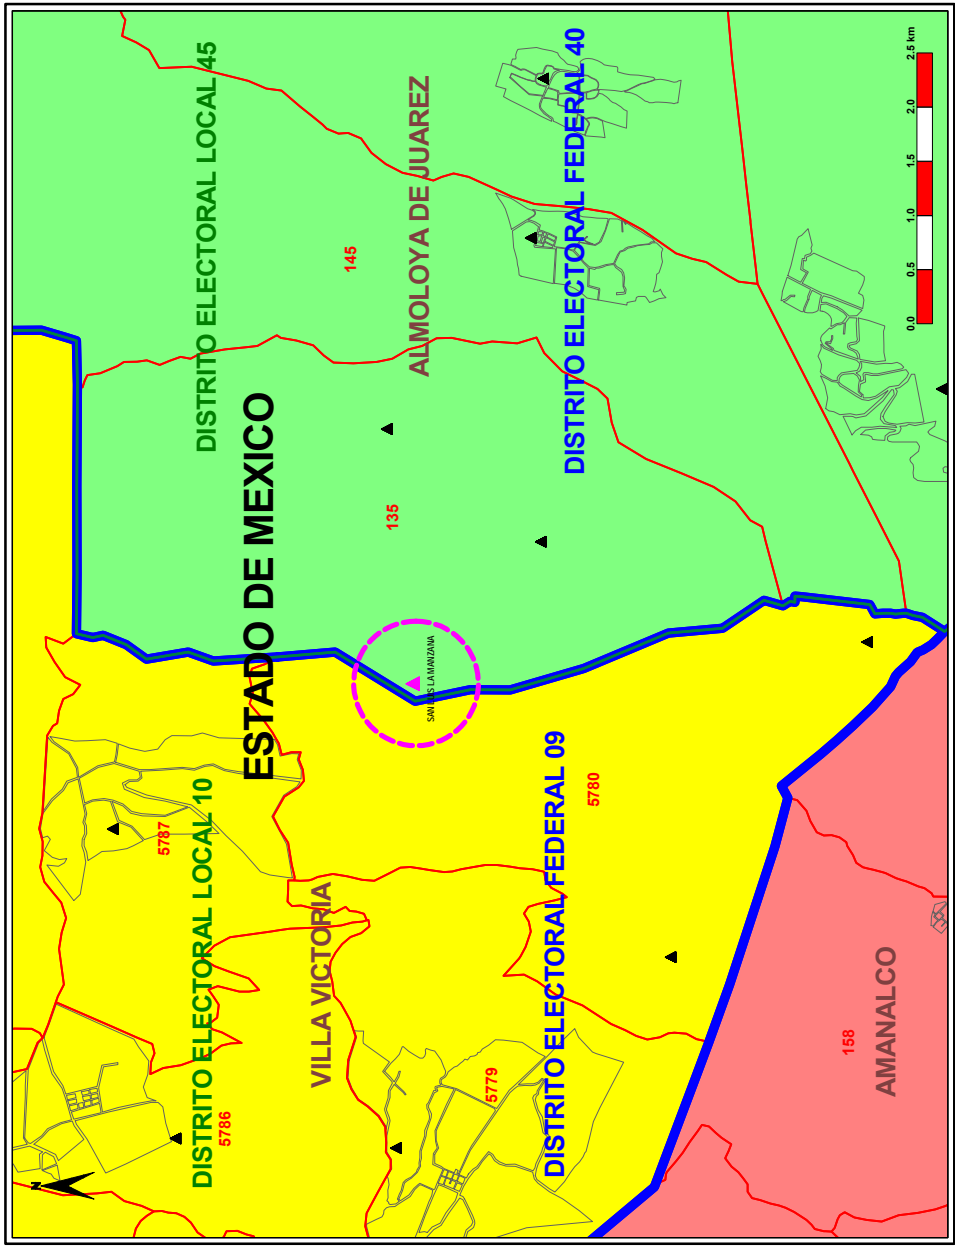 ESTADO DE MEXICO
DISTRITO ELECTORAL LOCAL 10
DISTRITO ELECTORAL LOCAL 45
VILLA VICTORIA
ALMOLOYA DE JUAREZ
DISTRITO ELECTORAL FEDERAL 09
DISTRITO ELECTORAL FEDERAL 40
AMANALCO
SAN LUIS LA MANZANA
5787
5786
5779
5780
135
145
158
N
0.0
0.5
1.0
1.5
2.0
2.5 km